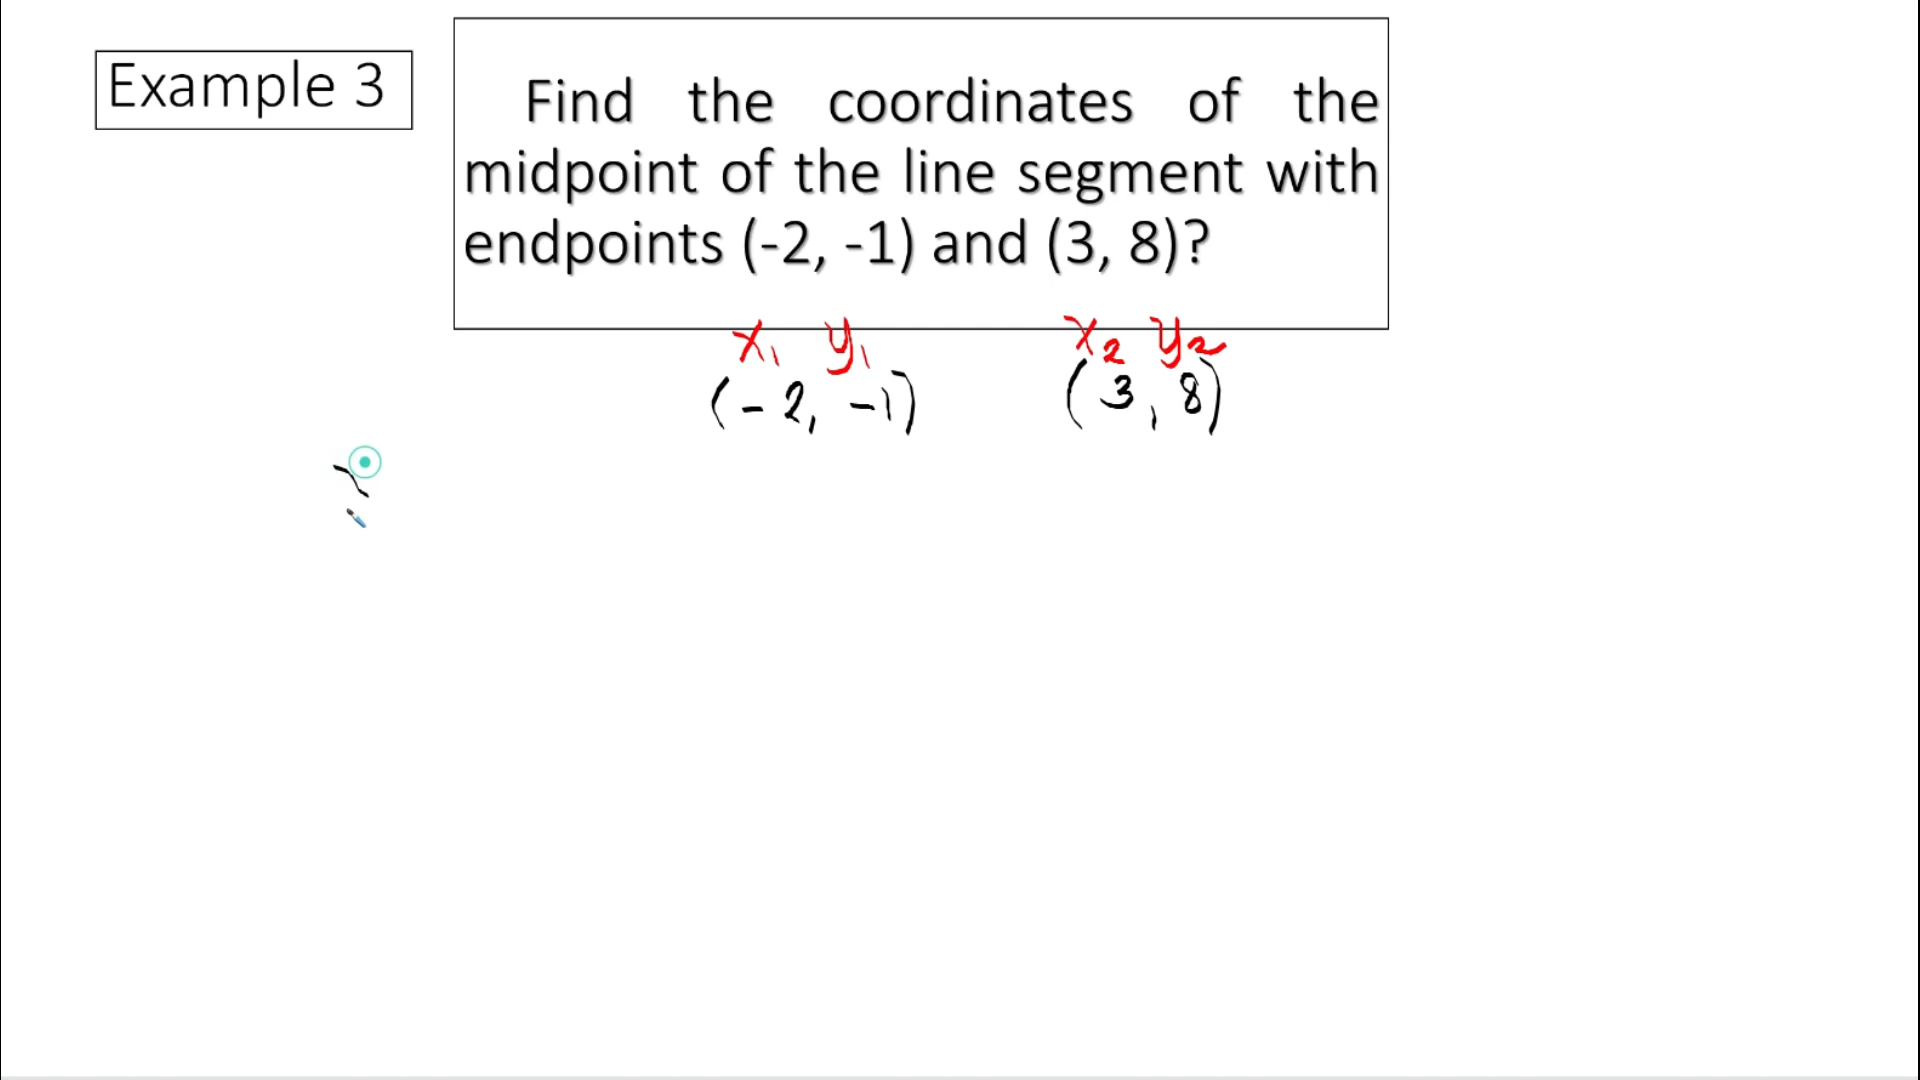 Example 3
Find the coordinates of the
midpoint of the line segment with
endpoints (-2, -1) and (3, 8)?
x₁ y₁ x₂ y₂
(-2, -1) (3, 8)